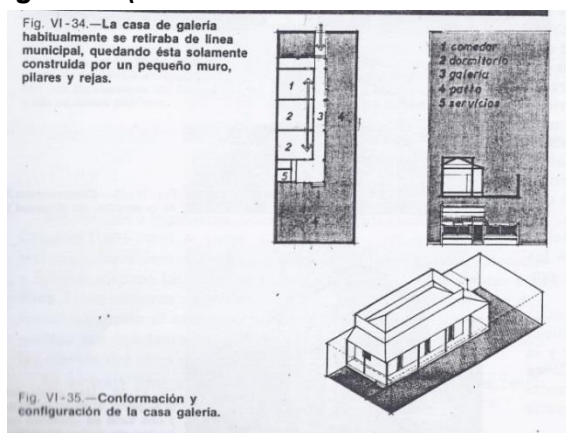 Fig. VI-34.—La casa de galería
habitualmente se retiraba de línea
municipal, quedando ésta solamente
construida por un pequeño muro,
pilares y rejas.
1
2
3
4
2
5
4
1 comedor
2 dormitorio
3 galería
4 patio
5 servicios
Fig. VI-35.—Conformación y
configuración de la casa galería.